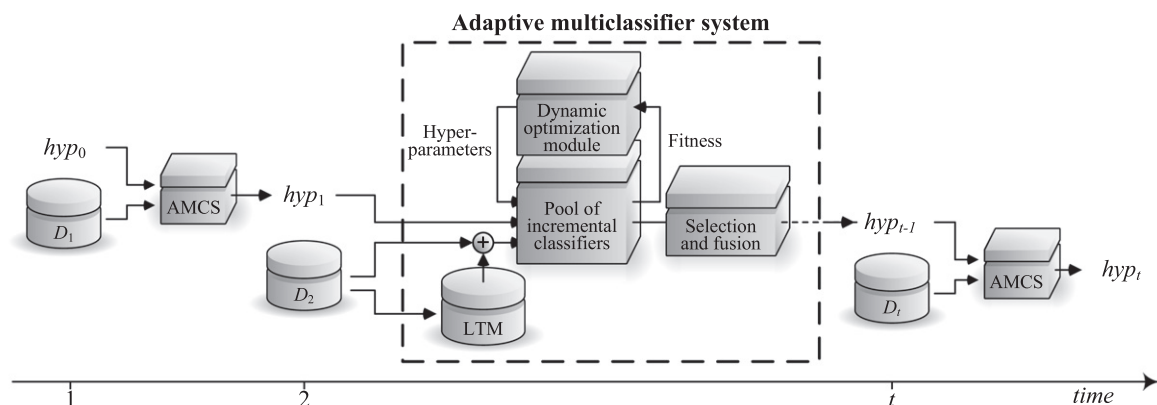 Adaptive multiclassifier system
hyp0
D1
AMCS
hyp1
D2
Hyper-
parameters
Dynamic
optimization
module
Fitness
Pool of
incremental
classifiers
Selection
and fusion
+
LTM
hypt-1
Dt
AMCS
hypt
1
2
t
time